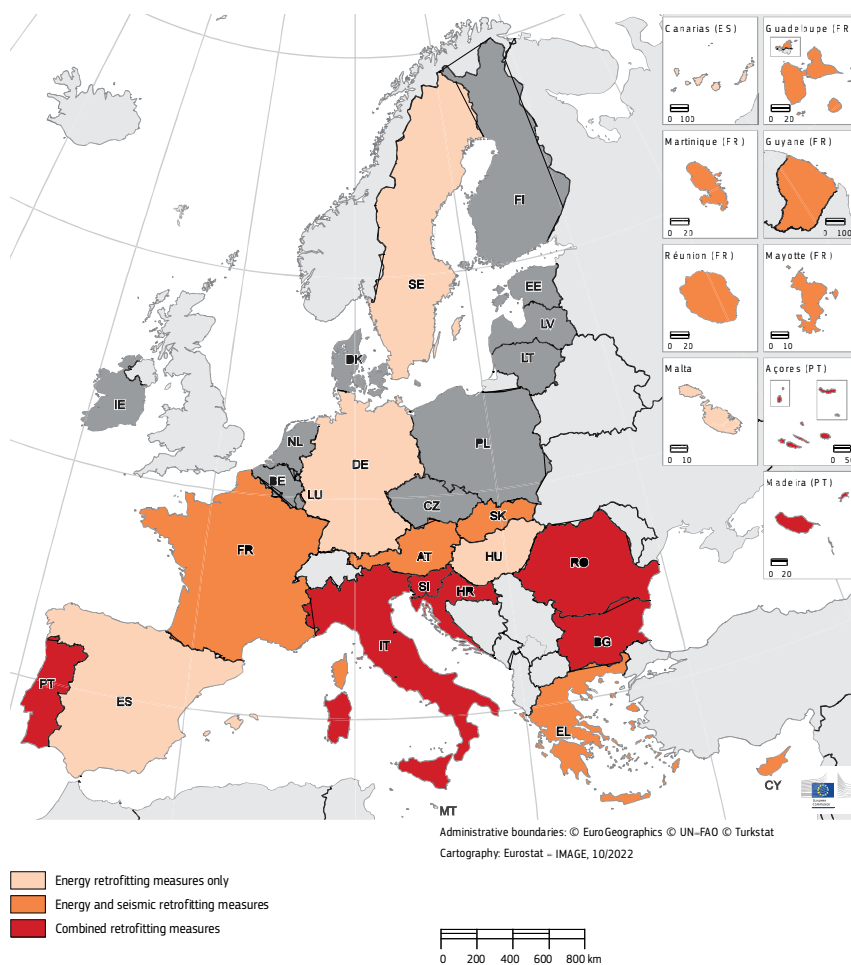 Canarias (ES)
0 100
Guadeloupe (FR
0 20
Martinique (FR)
0 20
Guyane (FR)
0 100
Réunion (FR)
0 20
Mayotte (FR)
0 10
Malta
0 10
Açores (PT)
0 50
Madeira (PT)
0 20
FI
SE
EE
LV
LT
DK
IE
NL
PL
DE
BE
LU
CZ
SK
FR
AT
HU
RO
SI
HR
IT
BG
PT
ES
EL
CY
MT
European
Commission
Administrative boundaries: © EuroGeographics © UN–FAO © Turkstat
Cartography: Eurostat – IMAGE, 10/2022
Energy retrofitting measures only
Energy and seismic retrofitting measures
Combined retrofitting measures
0 200 400 600 800 km